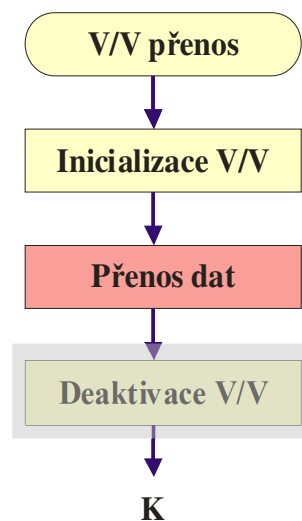 V/V přenos
Inicializace V/V
Přenos dat
Deaktivace V/V
K